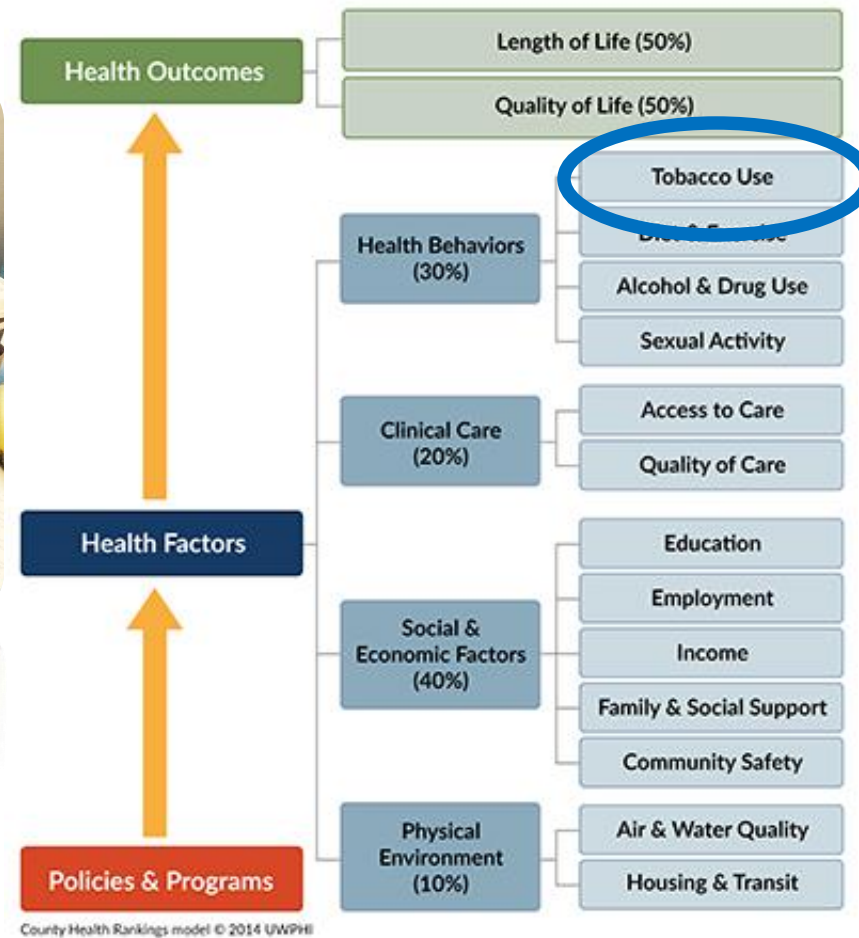 Length of Life (50%)
Health Outcomes
Quality of Life (50%)
Tobacco Use
Health Behaviors
(30%)
Diet & Exercise
Alcohol & Drug Use
Sexual Activity
Clinical Care
(20%)
Access to Care
Quality of Care
Health Factors
Social &
Economic Factors
(40%)
Education
Employment
Income
Family & Social Support
Community Safety
Physical
Environment
(10%)
Air & Water Quality
Housing & Transit
Policies & Programs
County Health Rankings model © 2014 UWPHI